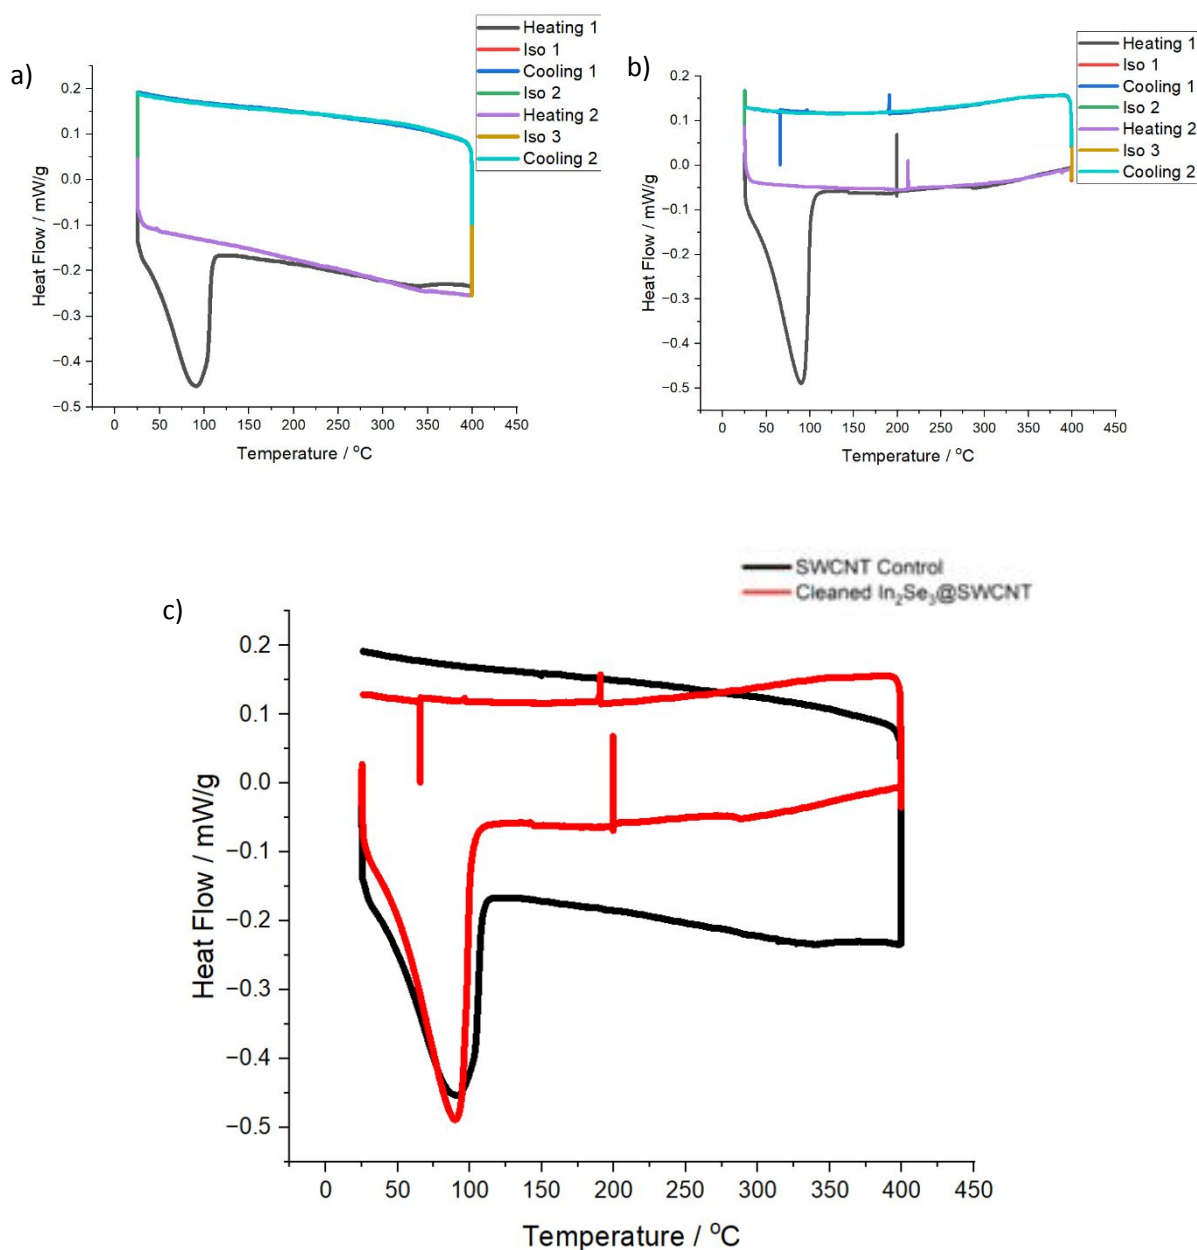 a)
Heating 1
Iso 1
Cooling 1
Iso 2
Heating 2
Iso 3
Cooling 2
0.2
0.1
0.0
−0.1
−0.2
−0.3
−0.4
−0.5
Heat Flow / mW/g
0 50 100 150 200 250 300 350 400 450
Temperature / °C
b)
Heating 1
Iso 1
Cooling 1
Iso 2
Heating 2
Iso 3
Cooling 2
0.2
0.1
0.0
−0.1
−0.2
−0.3
−0.4
−0.5
Heat Flow / mW/g
0 50 100 150 200 250 300 350 400 450
Temperature / °C
c)
SWCNT Control
Cleaned In₂Se₃@SWCNT
0.2
0.1
0.0
−0.1
−0.2
−0.3
−0.4
−0.5
Heat Flow / mW/g
0 50 100 150 200 250 300 350 400 450
Temperature / °C